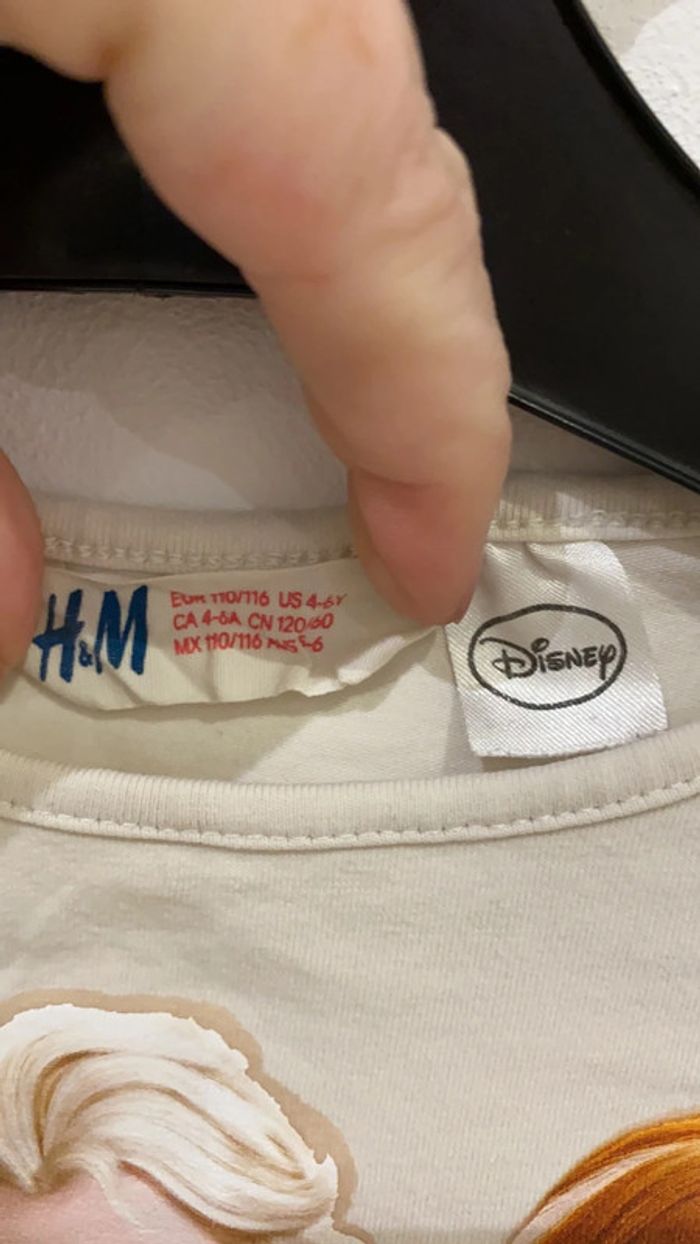 H&M
EUR 110/116 US 4-6Y
CA 4-6A CN 120/60
MX 110/116
DISNEY